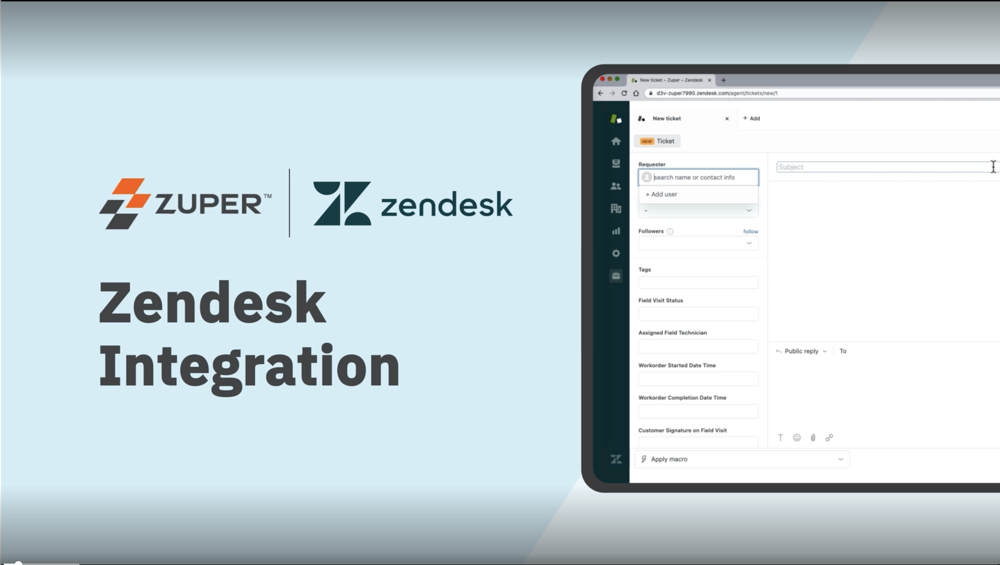 ZUPER™
zendesk
Zendesk
Integration
New ticket – Zuper – Zendesk
d3v-zuper7990.zendesk.com/agent/tickets/new/1
New ticket
+ Add
NEW Ticket
Requester
search name or contact info
+ Add user
-
Followers
follow
Tags
Field Visit Status
Assigned Field Technician
Workorder Started Date Time
Workorder Completion Date Time
Customer Signature on Field Visit
Apply macro
Subject
Public reply
To